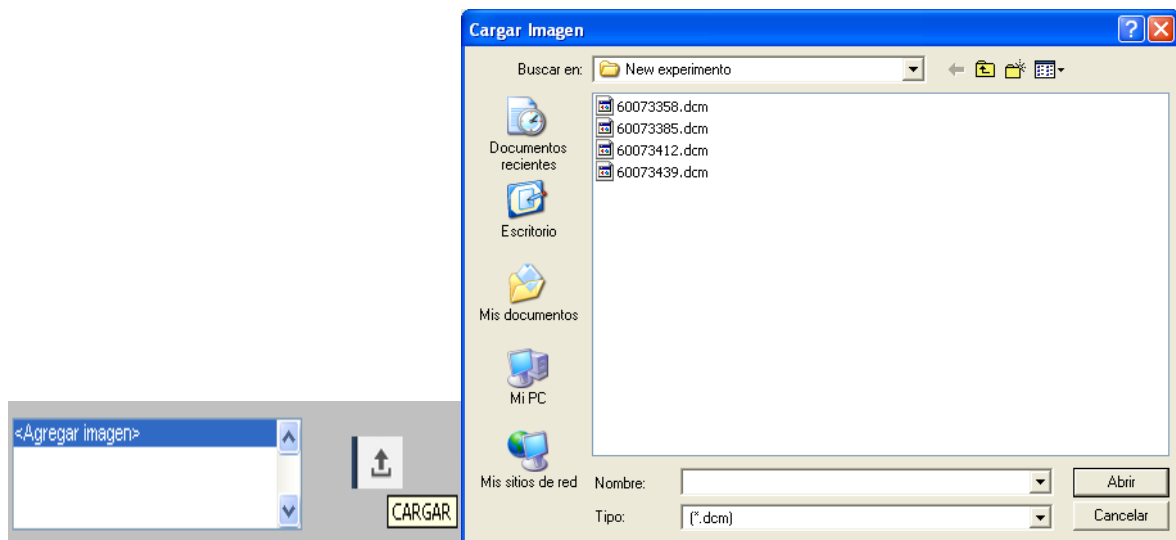 Cargar Imagen
Buscar en:
New experimento
60073358.dcm
60073385.dcm
60073412.dcm
60073439.dcm
Documentos
recientes
Escritorio
Mis documentos
Mi PC
Mis sitios de red
Nombre:
Abrir
Tipo:
(*.dcm)
Cancelar
<Agregar imagen>
CARGAR